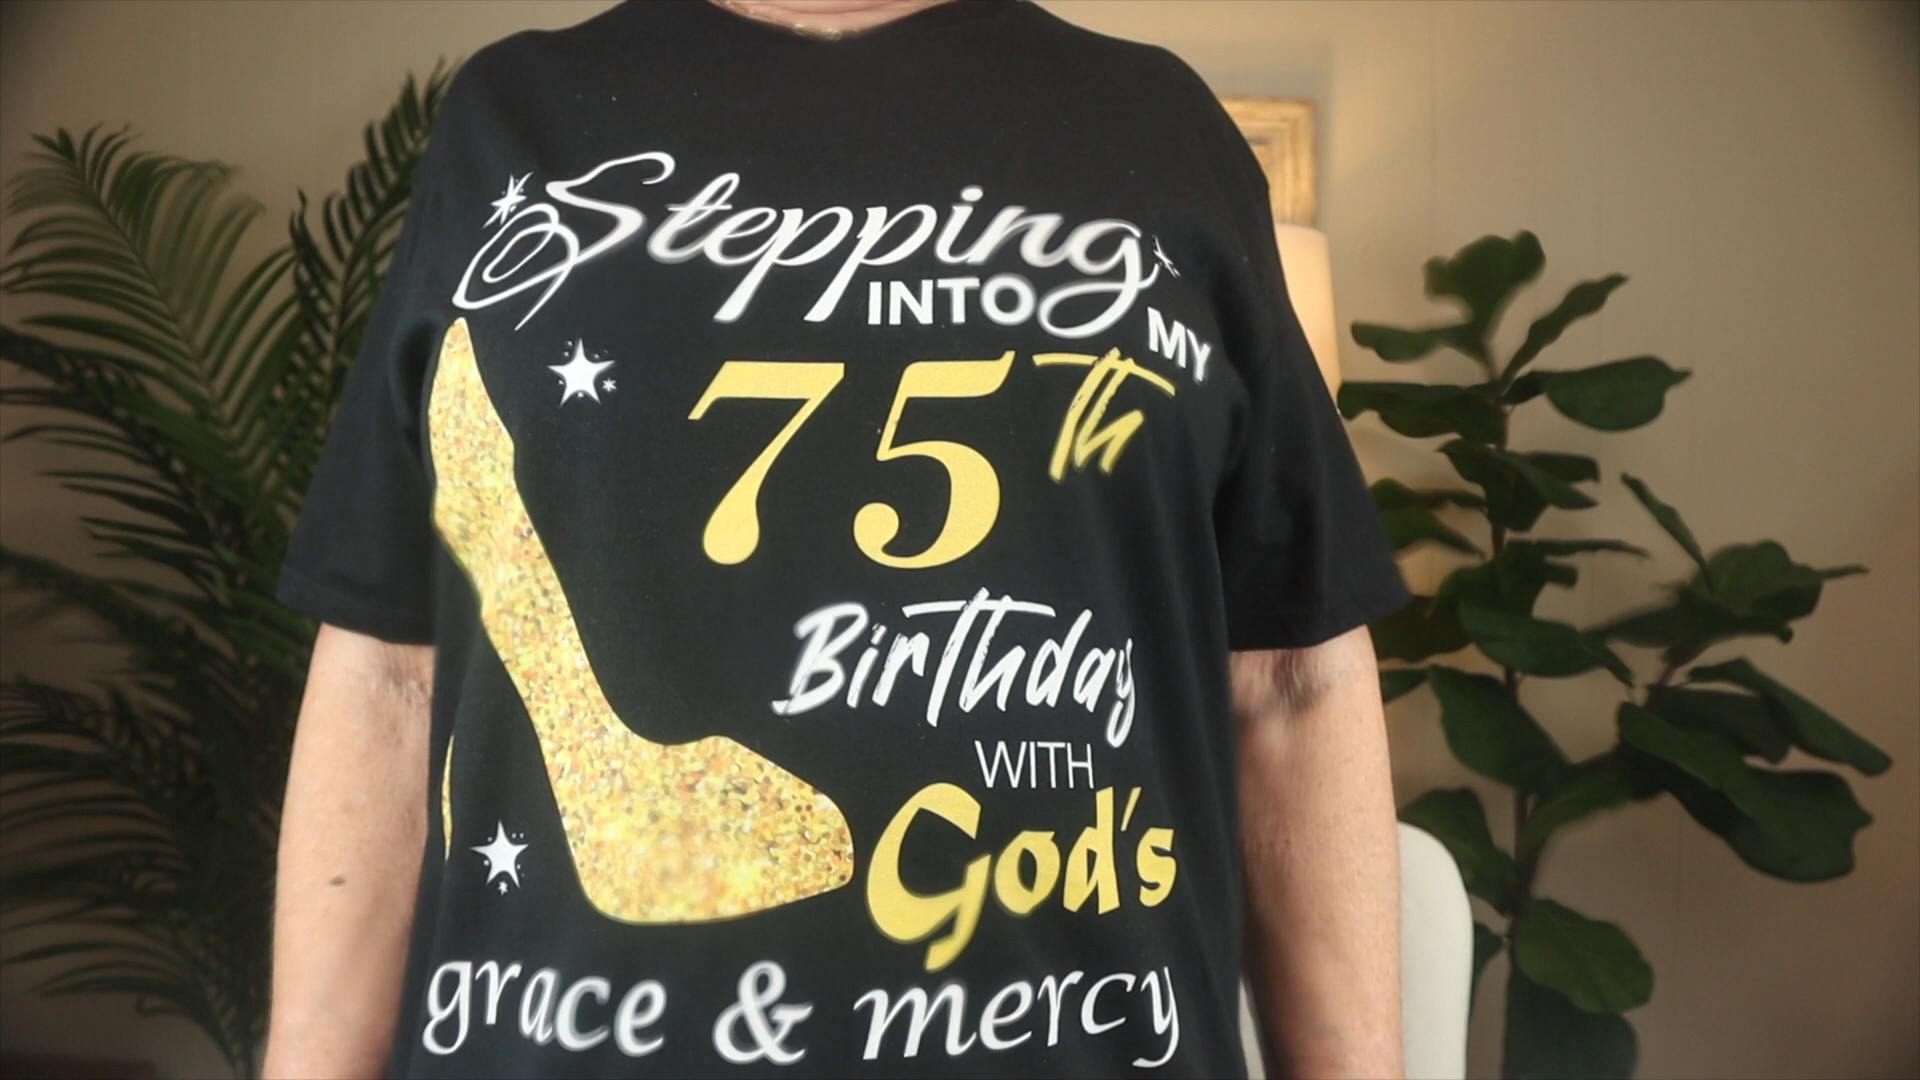 Stepping
INTO MY
75th
Birthday
WITH
God's
grace & mercy